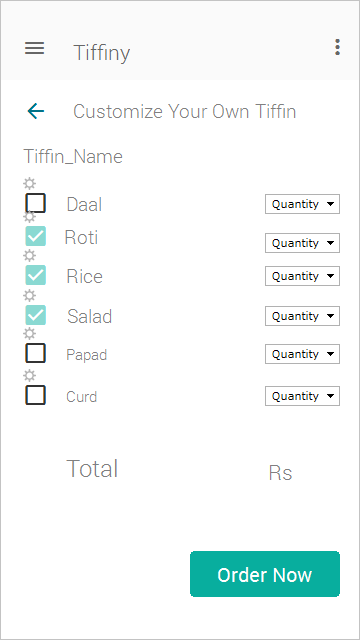 Tiffiny
Customize Your Own Tiffin
Tiffin_Name
Daal Quantity
Roti Quantity
Rice Quantity
Salad Quantity
Papad Quantity
Curd Quantity
Total Rs
Order Now